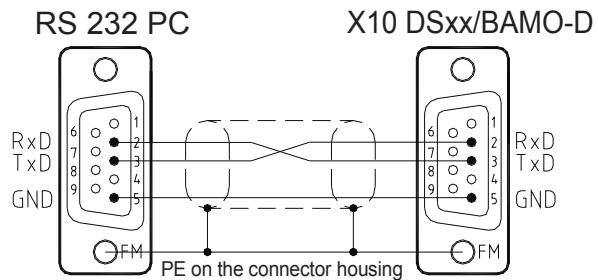 RS 232 PC
X10 DSxx/BAMO-D
RxD
TxD
GND
6
7
8
9
1
2
3
4
5
FM
6
7
8
9
1
2
3
4
5
RxD
TxD
GND
FM
PE on the connector housing